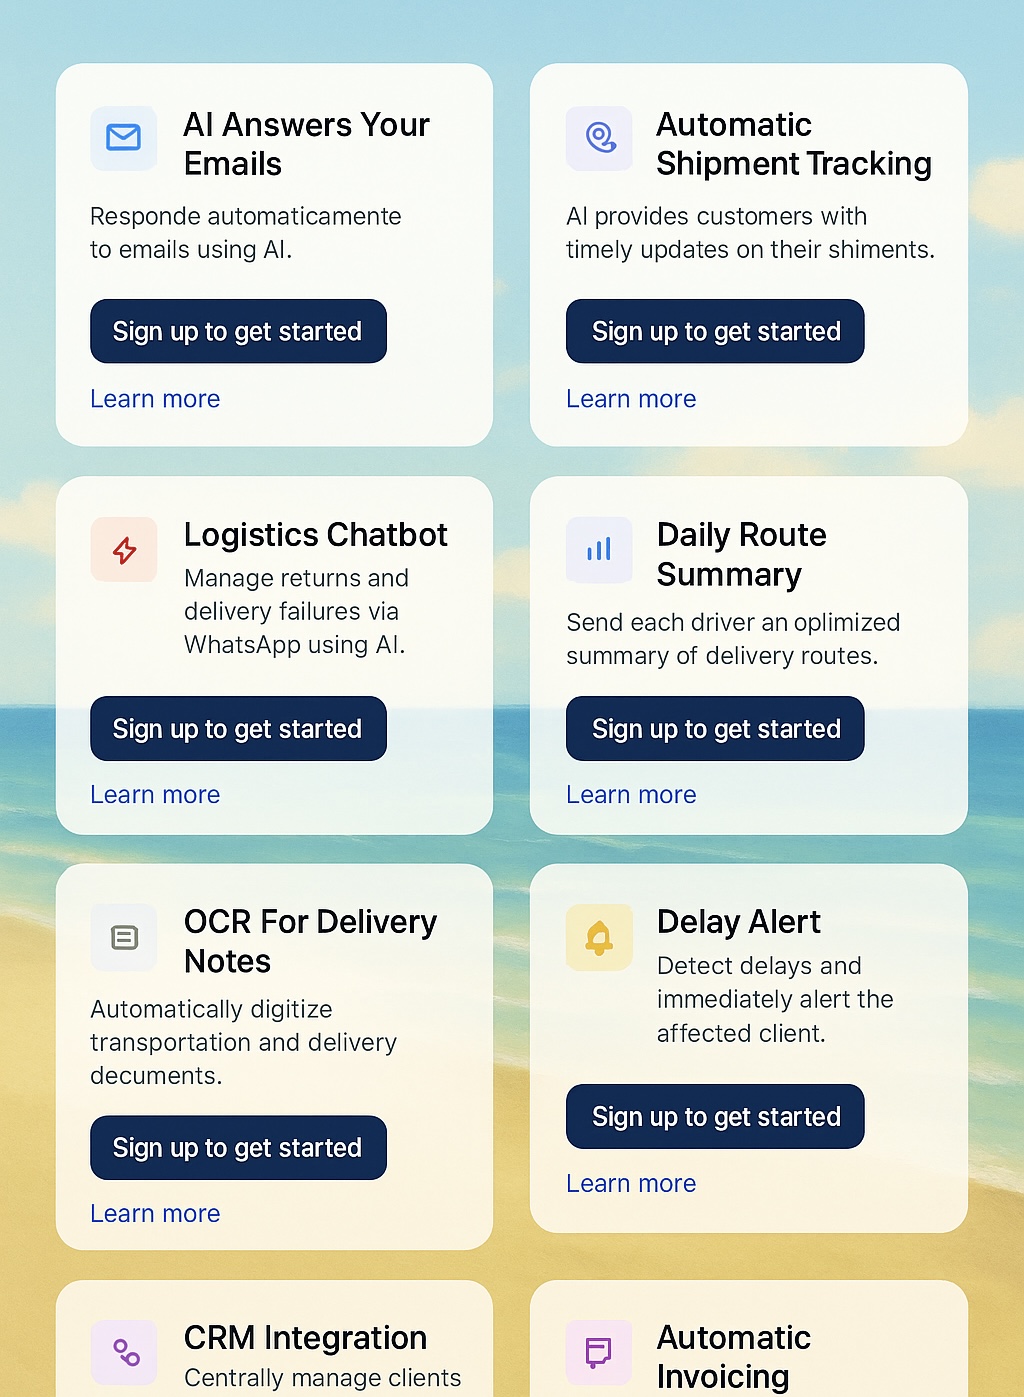 AI Answers Your
Emails
Responde automaticamente
to emails using AI.
Sign up to get started
Learn more
Automatic
Shipment Tracking
AI provides customers with
timely updates on their shiments.
Sign up to get started
Learn more
Logistics Chatbot
Manage returns and
delivery failures via
WhatsApp using AI.
Sign up to get started
Learn more
Daily Route
Summary
Send each driver an oplimized
summary of delivery routes.
Sign up to get started
Learn more
OCR For Delivery
Notes
Automatically digitize
transportation and delivery
decuments.
Sign up to get started
Learn more
Delay Alert
Detect delays and
immediately alert the
affected client.
Sign up to get started
Learn more
CRM Integration
Centrally manage clients
Automatic
Invoicing